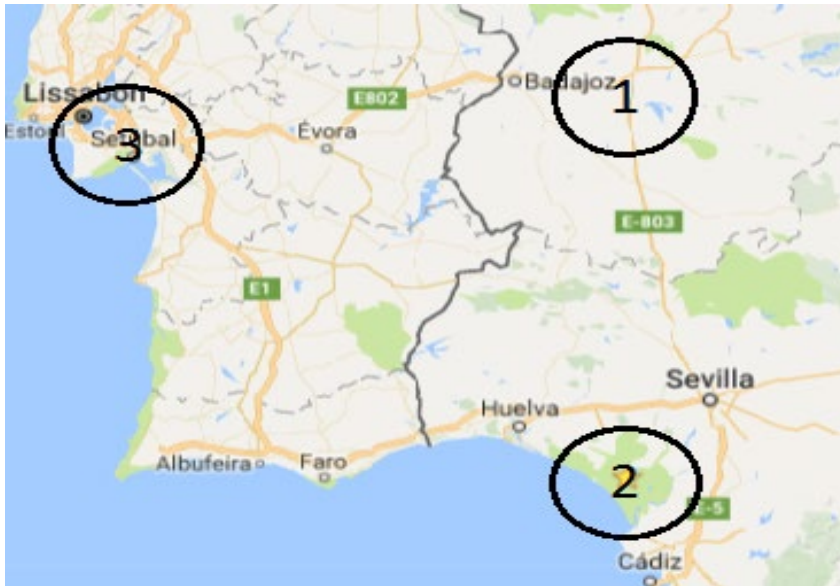 Badajoz
1
Lissabon
E802
Estoril
3
Setúbal
Évora
E-803
E1
Sevilla
Huelva
Albufeira
Faro
2
E-5
Cádiz